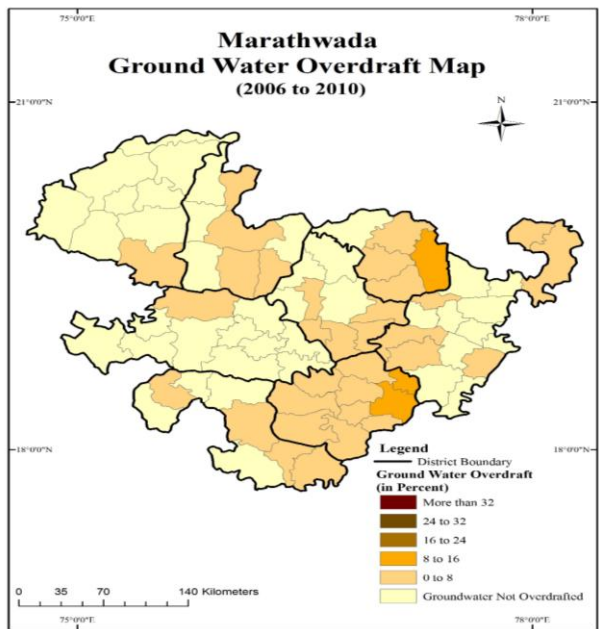 75°0'0"E 78°0'0"E
Marathwada
Ground Water Overdraft Map
(2006 to 2010)
21°0'0"N 21°0'0"N
N
18°0'0"N 18°0'0"N
Legend
District Boundary
Ground Water Overdraft
(in Percent)
More than 32
24 to 32
16 to 24
8 to 16
0 to 8
Groundwater Not Overdrafted
0 35 70 140 Kilometers
75°0'0"E 78°0'0"E